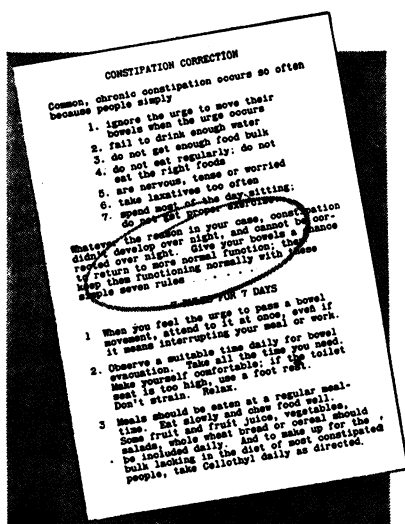 CONSTIPATION CORRECTION
Common, chronic constipation occurs so often
because people simply
1. ignore the urge to move their
bowels when the urge occurs
2. fail to drink enough water
3. do not get enough food bulk
4. do not eat regularly; do not
eat the right foods
5. are nervous, tense or worried
6. take laxatives too often
7. spend most of the day sitting;
do not get proper exercise.
Whatever the reason in your case, constipation
didn't develop over night, and cannot be cor-
rected over night. Give your bowels a chance
to return to more normal function; then
keep them functioning normally with these
simple seven rules . . . . . .
7 RULES FOR 7 DAYS
1 When you feel the urge to pass a bowel
movement, attend to it at once, even if
it means interrupting your meal or work.
2. Observe a suitable time daily for bowel
evacuation. Take all the time you need.
Make yourself comfortable; if the toilet
seat is too high, use a foot rest.
Don't strain. Relax.
3 Meals should be eaten at a regular meal-
time. Eat slowly and chew food well.
Some fruit and fruit juice, vegetables,
salads, whole wheat bread or cereal should
be included daily. And to make up for the
bulk lacking in the diet of most constipated
people, take Cellothyl daily as directed.